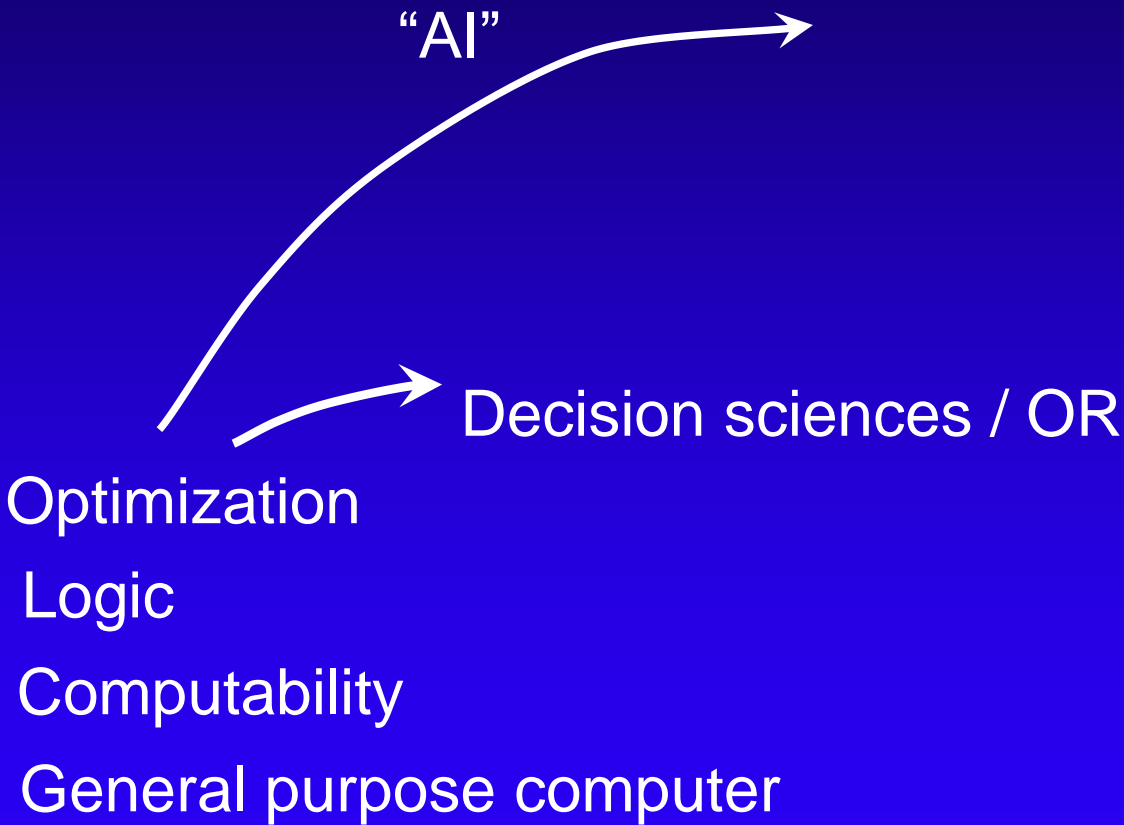 “AI”
Decision sciences / OR
Optimization
Logic
Computability
General purpose computer